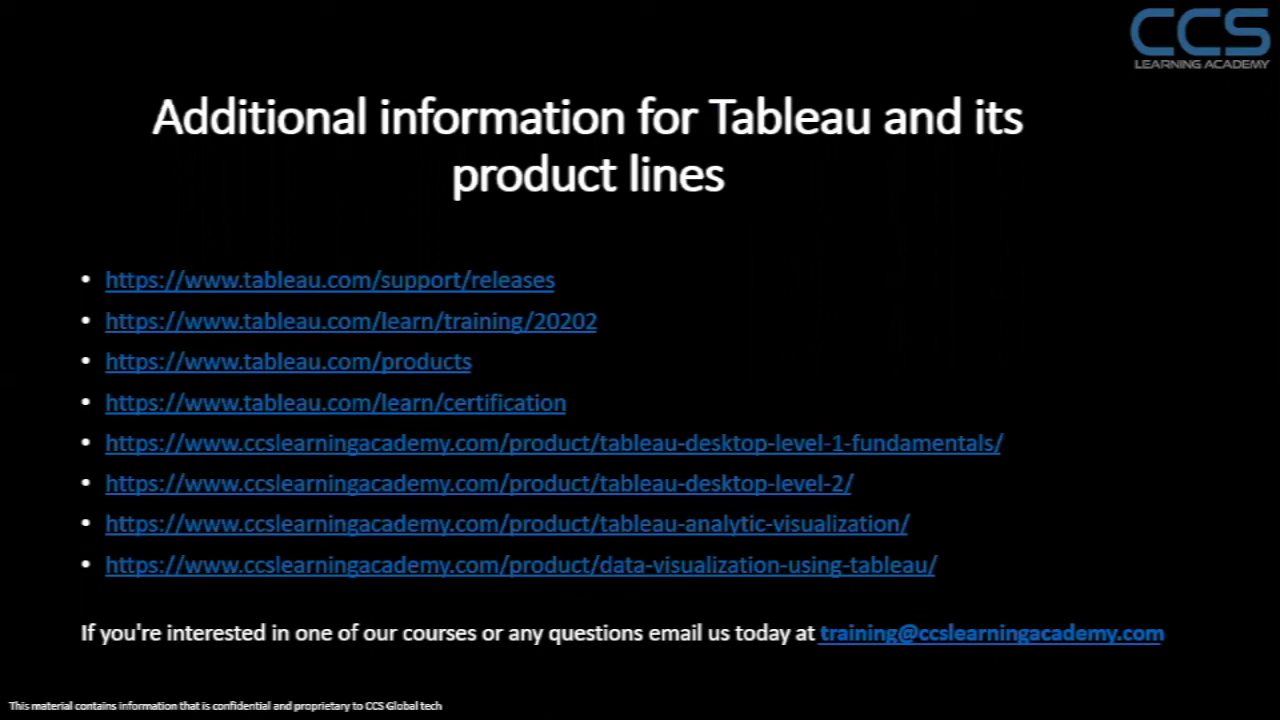 CCS
LEARNING ACADEMY
Additional information for Tableau and its
product lines
• https://www.tableau.com/support/releases
• https://www.tableau.com/learn/training/20202
• https://www.tableau.com/products
• https://www.tableau.com/learn/certification
• https://www.ccslearningacademy.com/product/tableau-desktop-level-1-fundamentals/
• https://www.ccslearningacademy.com/product/tableau-desktop-level-2/
• https://www.ccslearningacademy.com/product/tableau-analytic-visualization/
• https://www.ccslearningacademy.com/product/data-visualization-using-tableau/
If you're interested in one of our courses or any questions email us today at training@ccslearningacademy.com
This material contains information that is confidential and proprietary to CCS Global tech